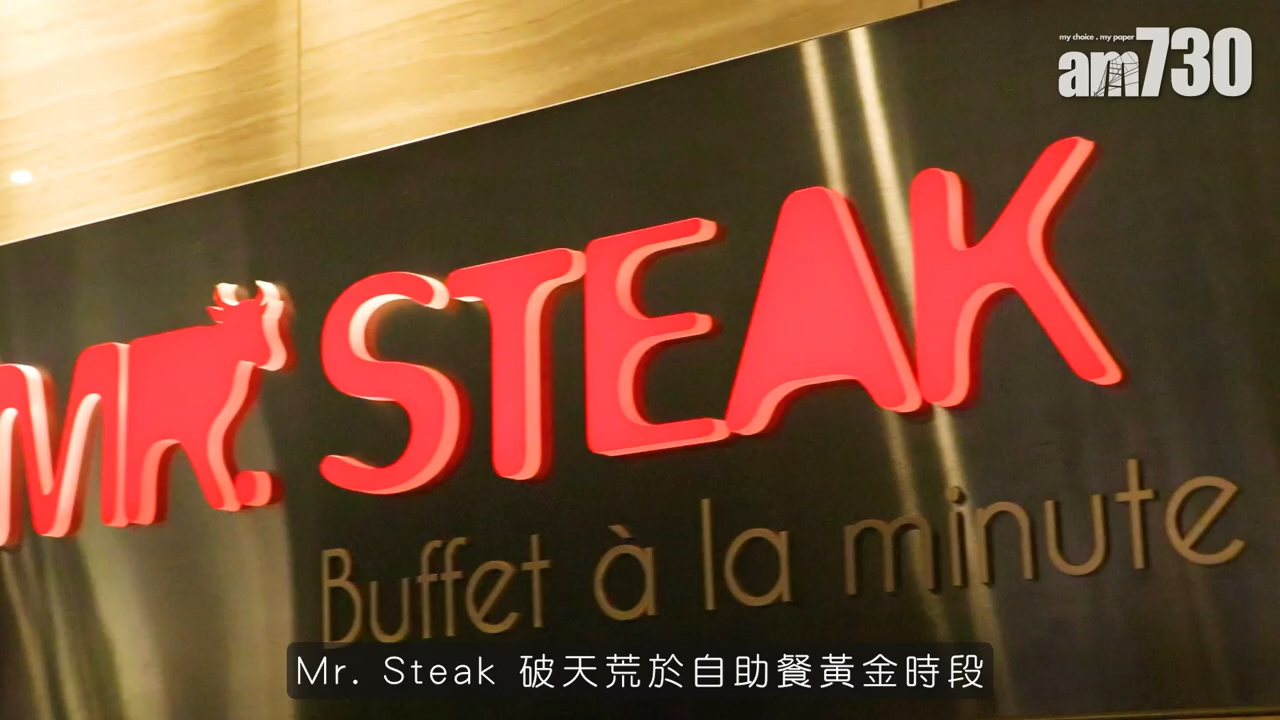 my choice . my paper
am730
MR. STEAK
Buffet à la minute
Mr. Steak 破天荒於自助餐黃金時段